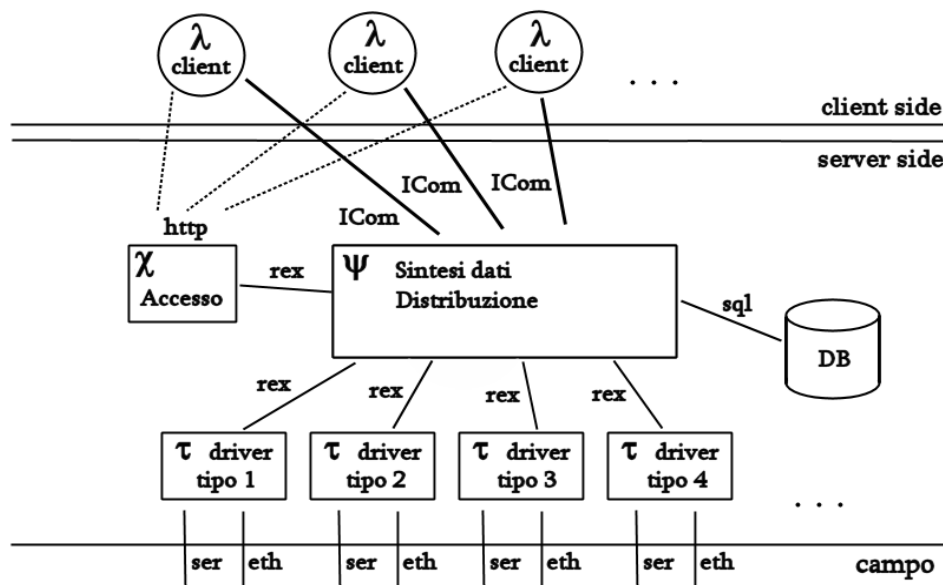 λ
client
λ
client
λ
client
. . .
client side
server side
ICom
ICom
ICom
http
χ
Accesso
rex
Ψ
Sintesi dati
Distribuzione
sql
DB
rex
rex
rex
rex
τ driver
tipo 1
τ driver
tipo 2
τ driver
tipo 3
τ driver
tipo 4
. . .
ser
eth
ser
eth
ser
eth
ser
eth
campo